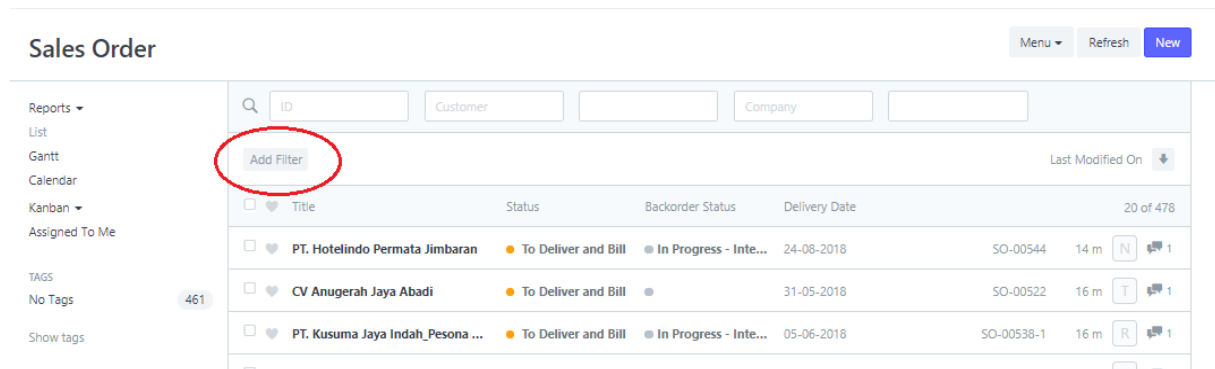 Sales Order
Menu
Refresh
New
Reports
List
Gantt
Calendar
Kanban
Assigned To Me
TAGS
No Tags 461
Show tags
ID Customer Company
Add Filter Last Modified On
Title Status Backorder Status Delivery Date 20 of 478
PT. Hotelindo Permata Jimbaran To Deliver and Bill In Progress - Inte... 24-08-2018 SO-00544 14 m N 1
CV Anugerah Jaya Abadi To Deliver and Bill 31-05-2018 SO-00522 16 m T 1
PT. Kusuma Jaya Indah_Pesona ... To Deliver and Bill In Progress - Inte... 05-06-2018 SO-00538-1 16 m R 1